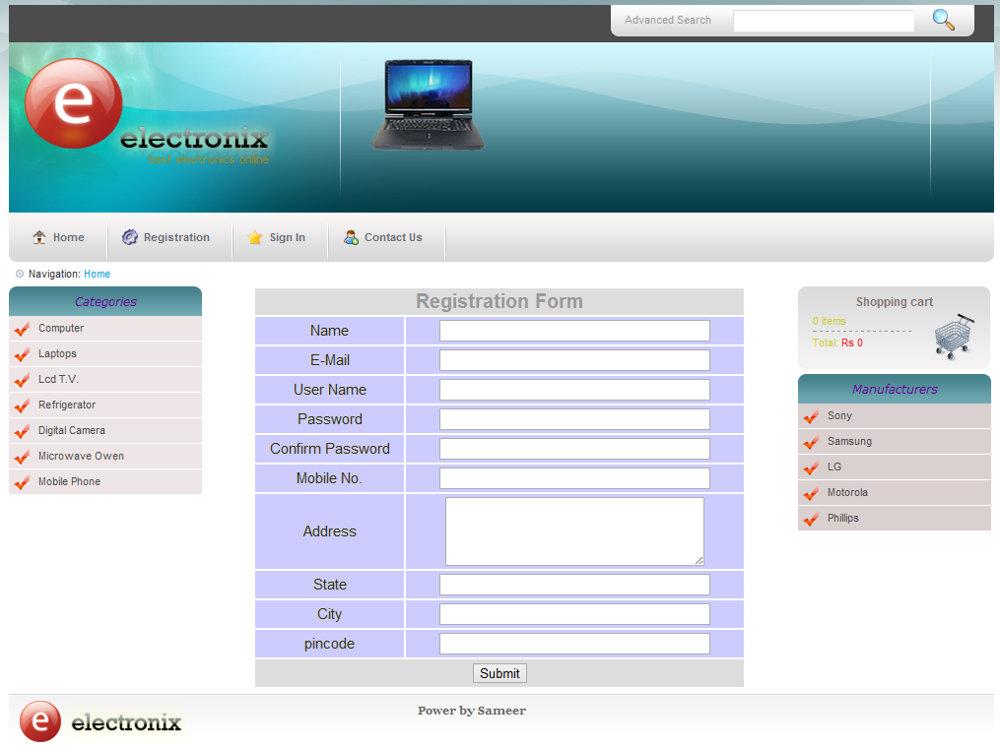 Advanced Search
e
electronix
best electronics online
Home
Registration
Sign In
Contact Us
Navigation: Home
Categories
Computer
Laptops
Lcd T.V.
Refrigerator
Digital Camera
Microwave Owen
Mobile Phone
Registration Form
Name
E-Mail
User Name
Password
Confirm Password
Mobile No.
Address
State
City
pincode
Submit
Shopping cart
0 items
Total: Rs 0
Manufacturers
Sony
Samsung
LG
Motorola
Phillips
e
electronix
Power by Sameer